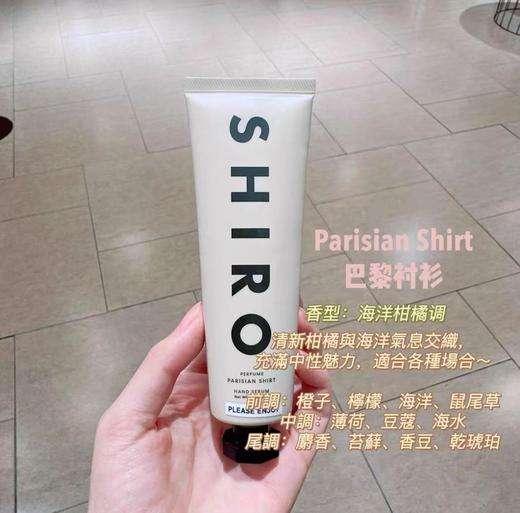 SHIRO
PERFUME
PARISIAN SHIRT
HAND SERUM
PLEASE ENJOY
Parisian Shirt
巴黎衬衫
香型：海洋柑橘调
清新柑橘與海洋氣息交織，
充滿中性魅力，適合各種場合～
前調：橙子、檸檬、海洋、鼠尾草
中調：薄荷、豆蔻、海水
尾調：麝香、苔蘚、香豆、乾琥珀